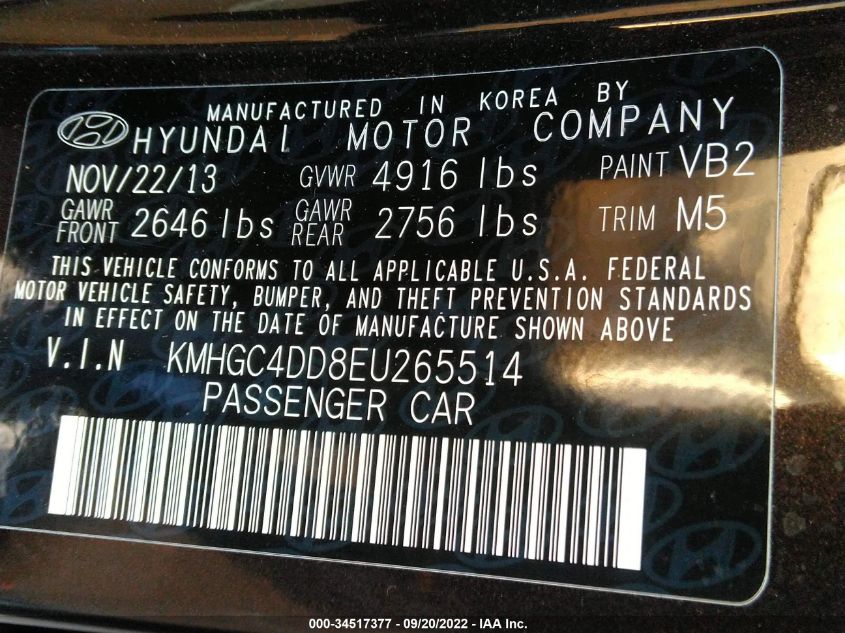 MANUFACTURED IN KOREA BY
HYUNDAI MOTOR COMPANY
NOV/22/13 GVWR 4916 lbs PAINT VB2
GAWR FRONT 2646 lbs GAWR REAR 2756 lbs TRIM M5
THIS VEHICLE CONFORMS TO ALL APPLICABLE U.S.A. FEDERAL
MOTOR VEHICLE SAFETY, BUMPER, AND THEFT PREVENTION STANDARDS
IN EFFECT ON THE DATE OF MANUFACTURE SHOWN ABOVE
V.I.N KMHGC4DD8EU265514
PASSENGER CAR
000-34517377 - 09/20/2022 - IAA Inc.